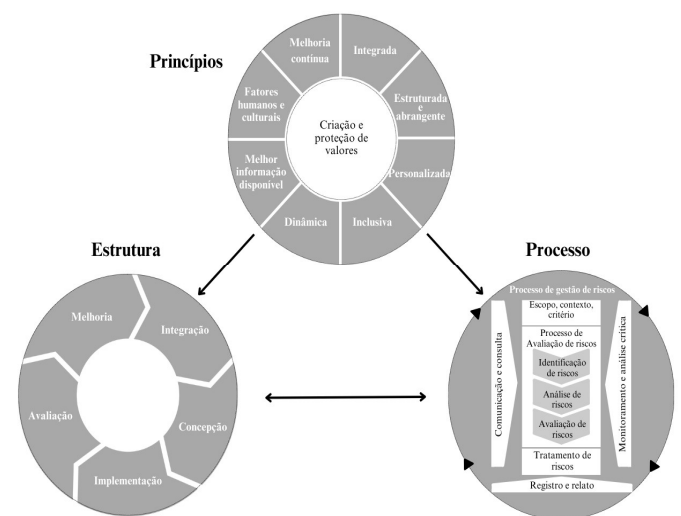 Princípios
Melhoria
contínua
Integrada
Fatores
humanos e
culturais
Estruturada
e
abrangente
Criação e
proteção de
valores
Melhor
informação
disponível
Personalizada
Dinâmica
Inclusiva
Estrutura
Melhoria
Integração
Avaliação
Concepção
Implementação
Processo
Processo de gestão de riscos
Escopo, contexto,
critério
Processo de
Avaliação de riscos
Identificação
de riscos
Análise de
riscos
Avaliação de
riscos
Tratamento de
riscos
Comunicação e consulta
Monitoramento e análise crítica
Registro e relato